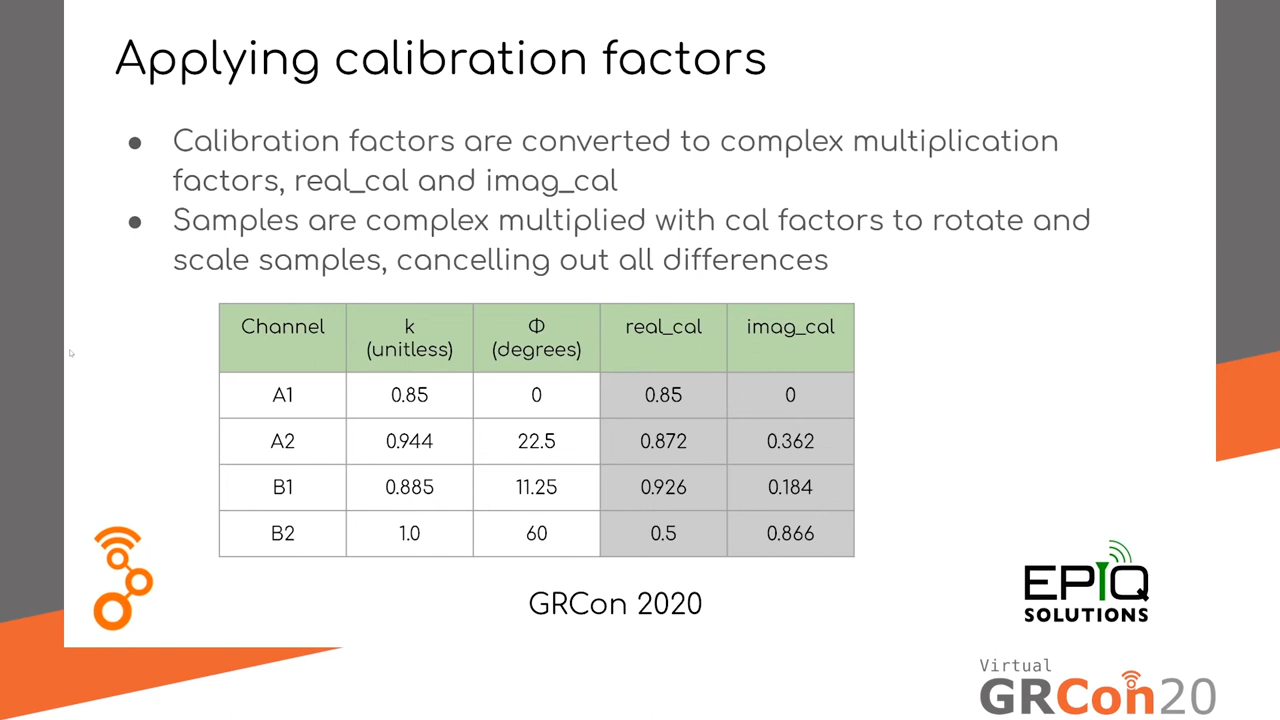 Applying calibration factors
● Calibration factors are converted to complex multiplication
factors, real_cal and imag_cal
● Samples are complex multiplied with cal factors to rotate and
scale samples, cancelling out all differences
Channel k (unitless) Φ (degrees) real_cal imag_cal
A1 0.85 0 0.85 0
A2 0.944 22.5 0.872 0.362
B1 0.885 11.25 0.926 0.184
B2 1.0 60 0.5 0.866
GRCon 2020
EPIQ
SOLUTIONS
Virtual
GRCon20